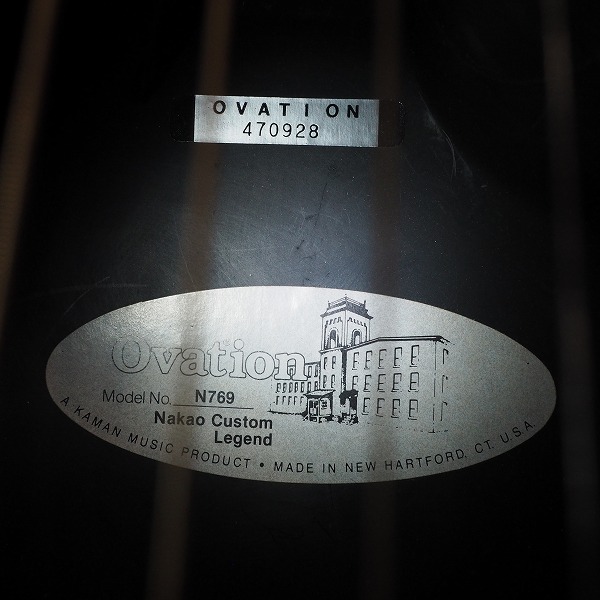 OVATION
470928
Ovation
Model No. N769
Nakao Custom
Legend
A KAMAN MUSIC PRODUCT • MADE IN NEW HARTFORD, CT. U.S.A.